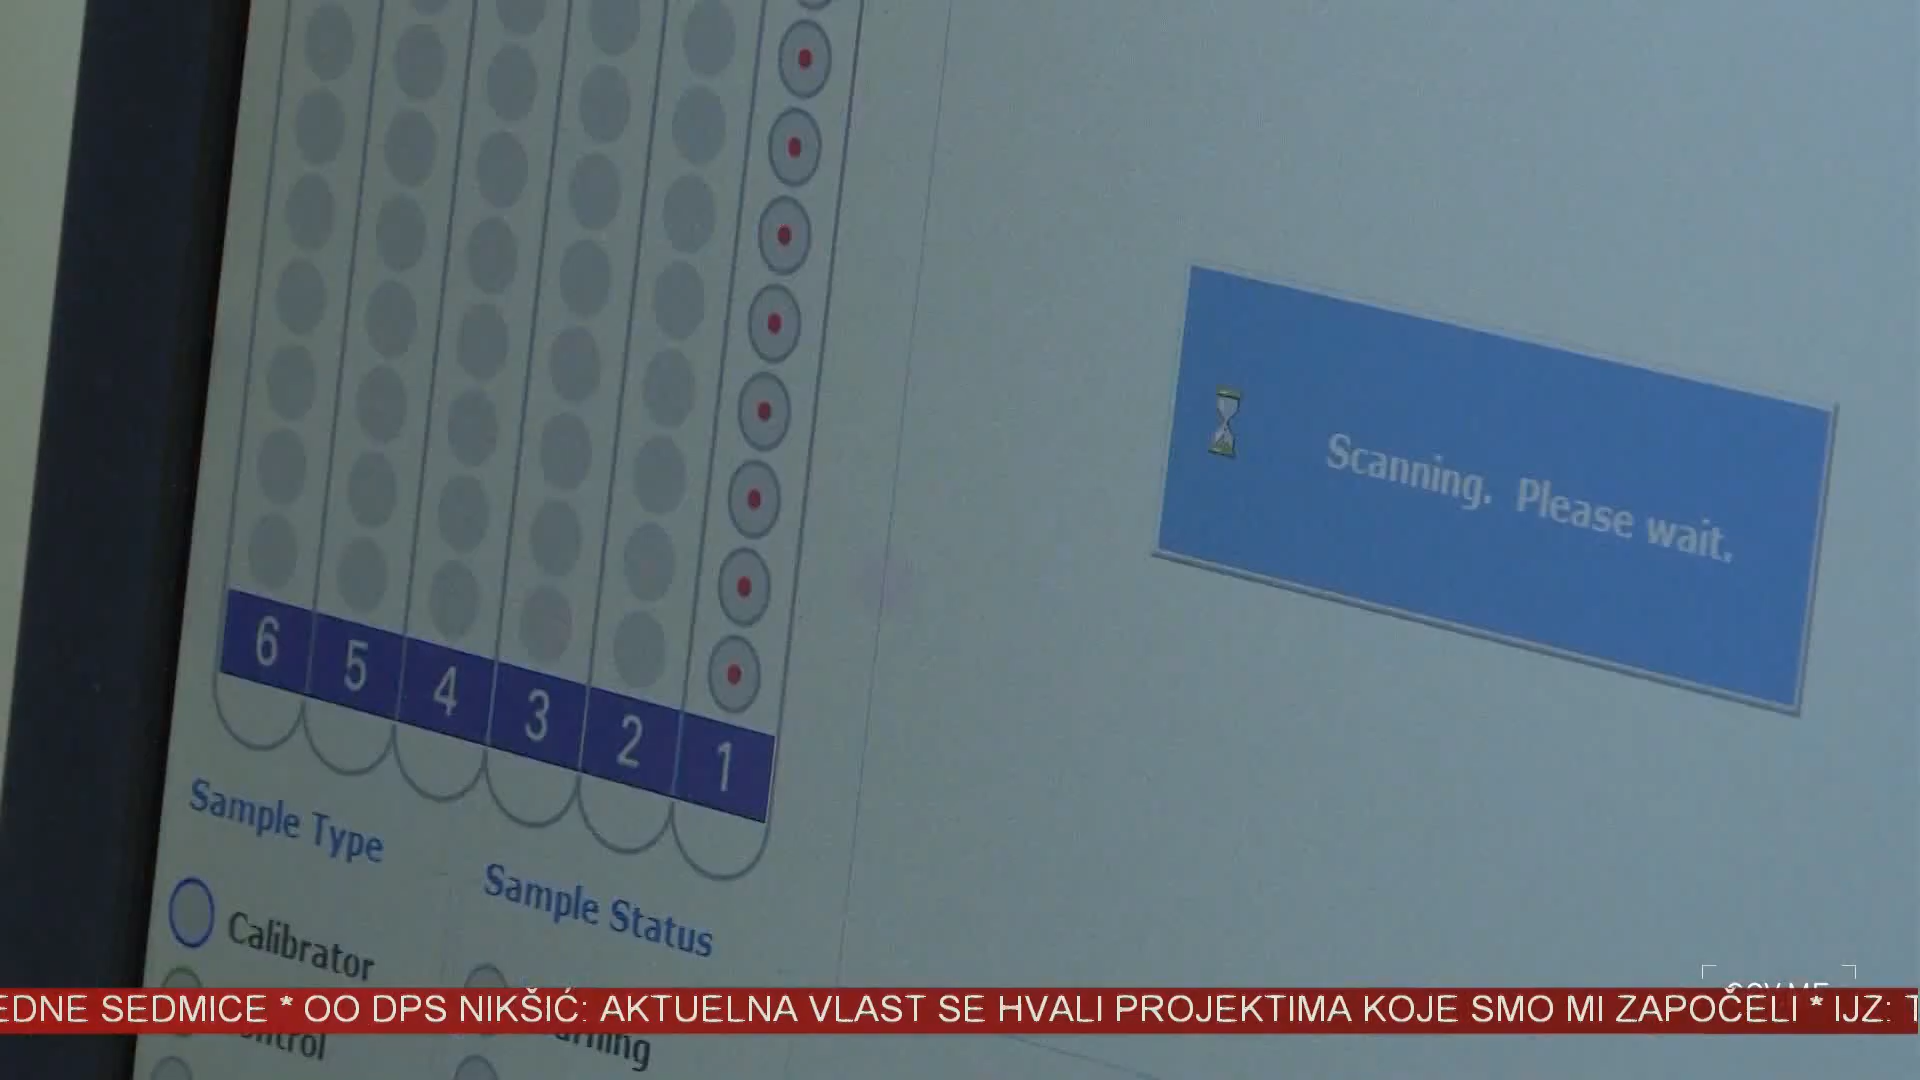 Scanning. Please wait.
6 5 4 3 2 1
Sample Type
Sample Status
Calibrator
EDNE SEDMICE * OO DPS NIKŠIĆ: AKTUELNA VLAST SE HVALI PROJEKTIMA KOJE SMO MI ZAPOČELI * IJZ: T